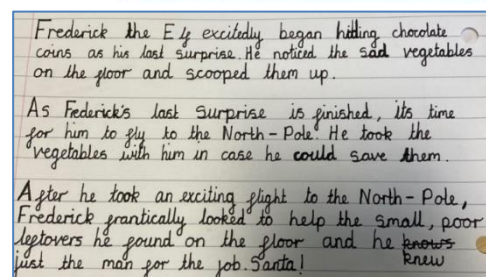 Frederick the Elf excitedly began hiding chocolate
coins as his last surprise. He noticed the sad vegetables
on the floor and scooped them up.
As Frederick's last surprise is finished, its time
for him to fly to the North-Pole. He took the
vegetables with him in case he could save them.
After he took an exciting flight to the North-Pole,
Frederick frantically looked to help the small, poor
leftovers he found on the floor and he knows
just the man for the job. Santa! knew